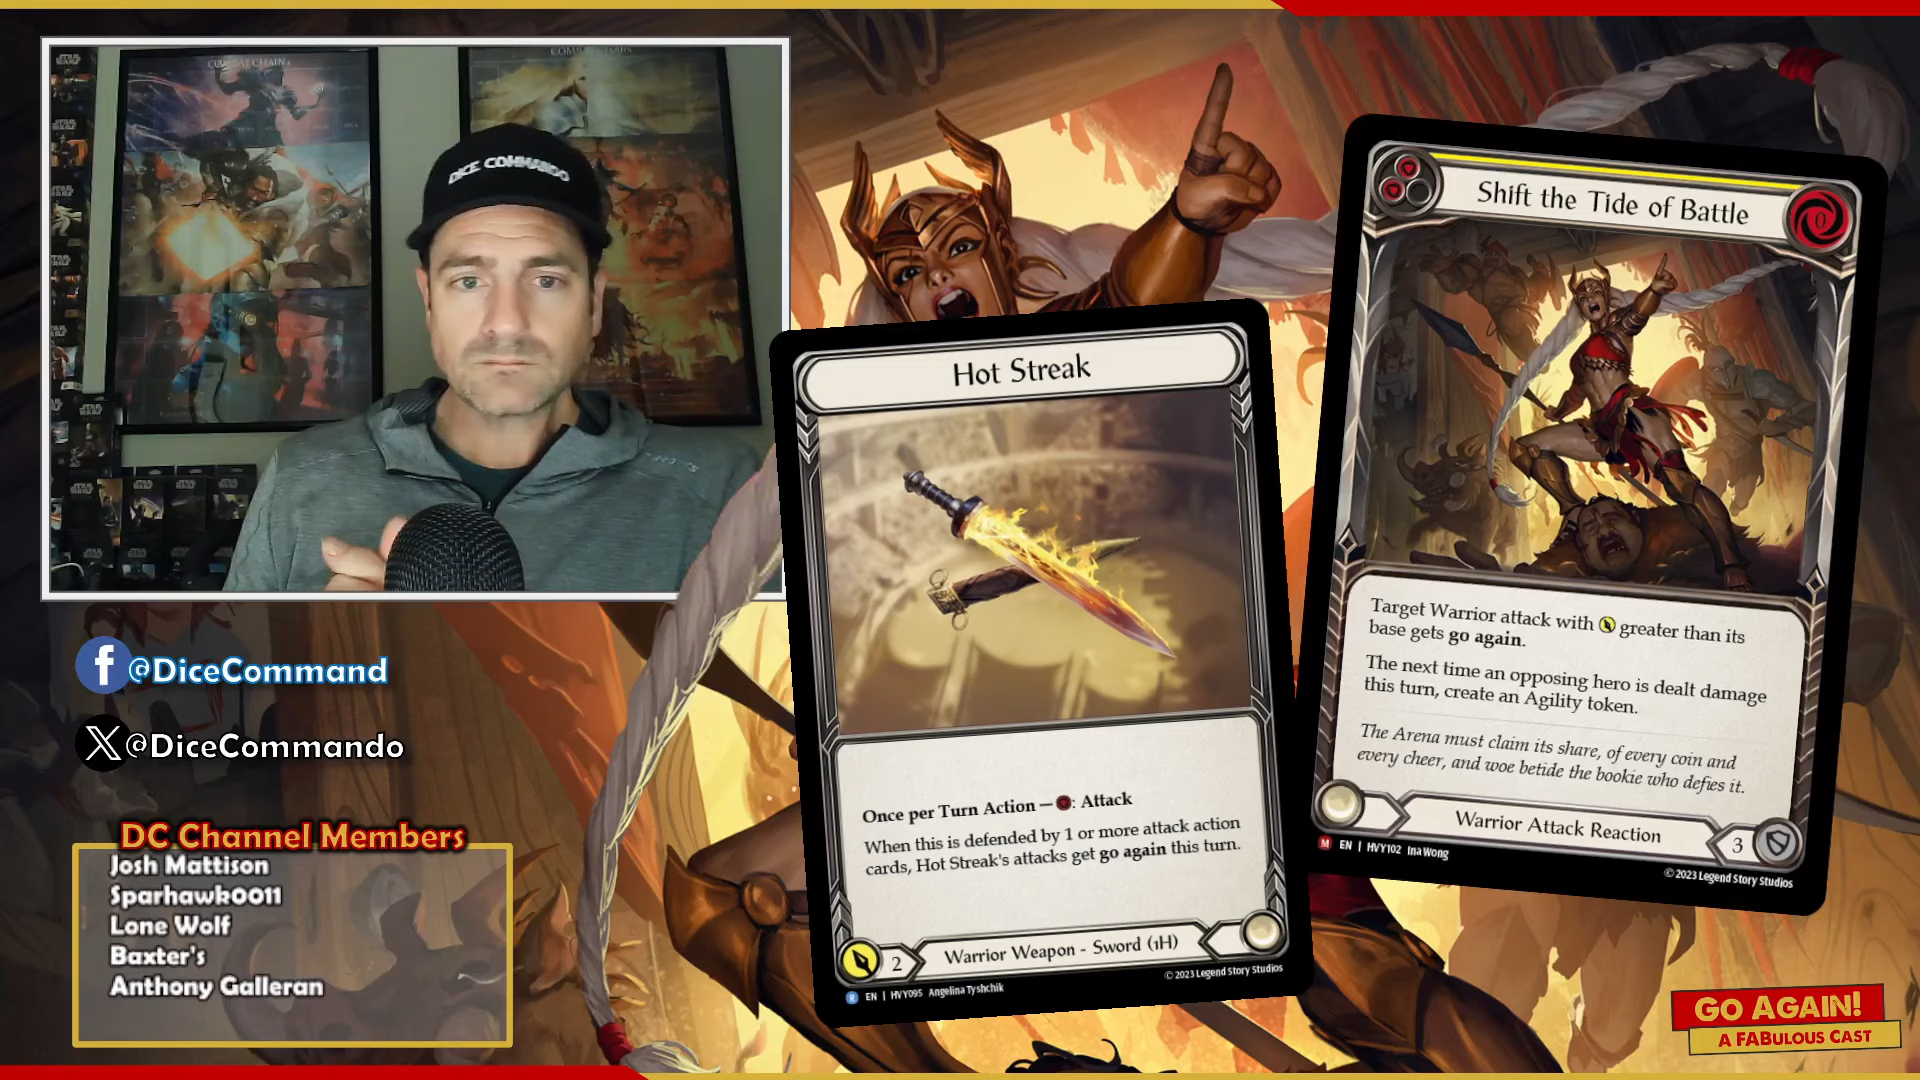 COMBAT CHAIN
DICE COMMANDO
@DiceCommand
@DiceCommando
DC Channel Members
Josh Mattison
Sparhawk0011
Lone Wolf
Baxter's
Anthony Galleran
Hot Streak
Once per Turn Action — : Attack
When this is defended by 1 or more attack action
cards, Hot Streak's attacks get go again this turn.
2
Warrior Weapon - Sword (1H)
R EN | HVY095 Angelina Tyshchik
© 2023 Legend Story Studios
Shift the Tide of Battle
0
Target Warrior attack with greater than its
base gets go again.
The next time an opposing hero is dealt damage
this turn, create an Agility token.
The Arena must claim its share, of every coin and
every cheer, and woe betide the bookie who defies it.
Warrior Attack Reaction
3
M EN | HVY102 Ina Wong
© 2023 Legend Story Studios
GO AGAIN!
A FABULOUS CAST